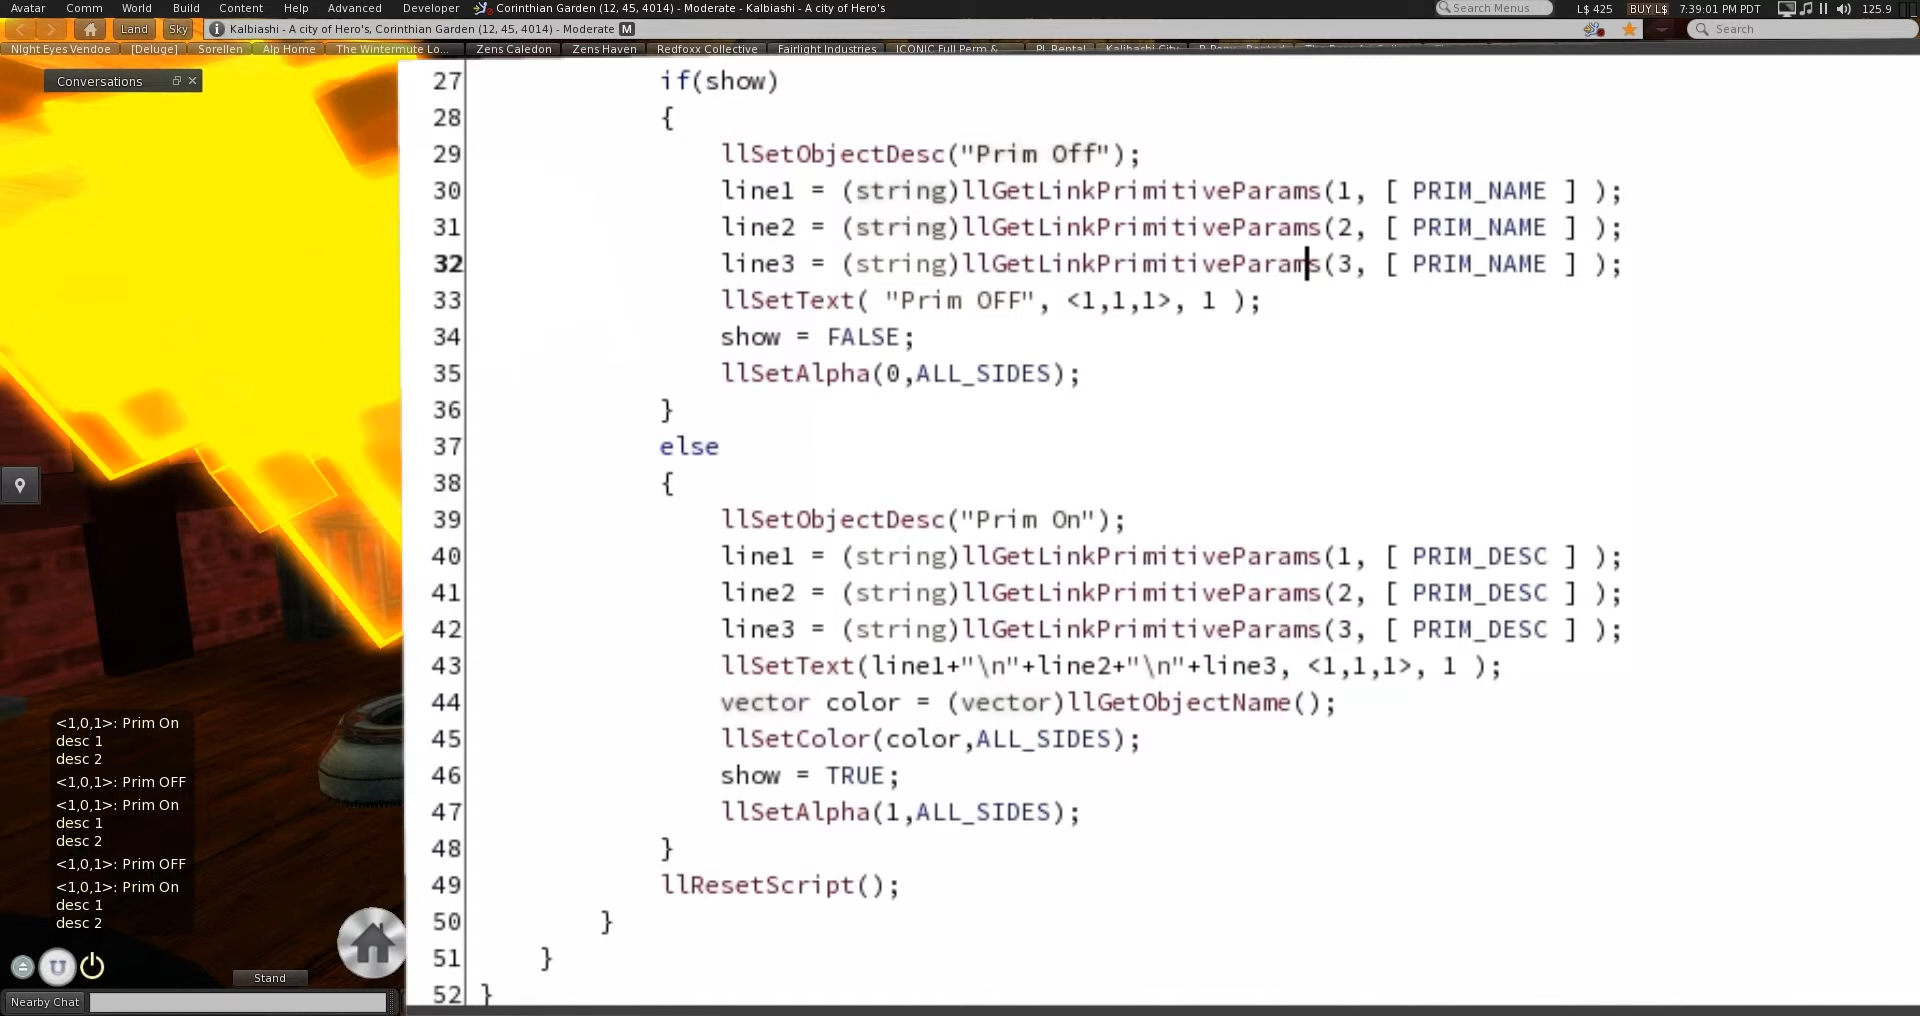 Avatar Comm World Build Content Help Advanced Developer Corinthian Garden (12, 45, 4014) - Moderate - Kalbiashi - A city of Hero's Search Menus L$ 425 BUY L$ 7:39:01 PM PDT 125.9
Land Sky Kalbiashi - A city of Hero's, Corinthian Garden (12, 45, 4014) - Moderate M Search
NIght Eyes Vendoe [Deluge] Sorellen Alp Home The Wintermute Lo... Zens Caledon Zens Haven Redfoxx Collective Fairlight Industries ICONIC Full Perm & PL Rental Kalibashi City
Conversations
27 if(show)
28 {
29 llSetObjectDesc("Prim Off");
30 line1 = (string)llGetLinkPrimitiveParams(1, [ PRIM_NAME ] );
31 line2 = (string)llGetLinkPrimitiveParams(2, [ PRIM_NAME ] );
32 line3 = (string)llGetLinkPrimitiveParams(3, [ PRIM_NAME ] );
33 llSetText( "Prim OFF", <1,1,1>, 1 );
34 show = FALSE;
35 llSetAlpha(0,ALL_SIDES);
36 }
37 else
38 {
39 llSetObjectDesc("Prim On");
40 line1 = (string)llGetLinkPrimitiveParams(1, [ PRIM_DESC ] );
41 line2 = (string)llGetLinkPrimitiveParams(2, [ PRIM_DESC ] );
42 line3 = (string)llGetLinkPrimitiveParams(3, [ PRIM_DESC ] );
43 llSetText(line1+"\n"+line2+"\n"+line3, <1,1,1>, 1 );
44 vector color = (vector)llGetObjectName();
45 llSetColor(color,ALL_SIDES);
46 show = TRUE;
47 llSetAlpha(1,ALL_SIDES);
48 }
49 llResetScript();
50 }
51 }
52 }
<1,0,1>: Prim On
desc 1
desc 2
<1,0,1>: Prim OFF
<1,0,1>: Prim On
desc 1
desc 2
<1,0,1>: Prim OFF
<1,0,1>: Prim On
desc 1
desc 2
U
Stand
Nearby Chat